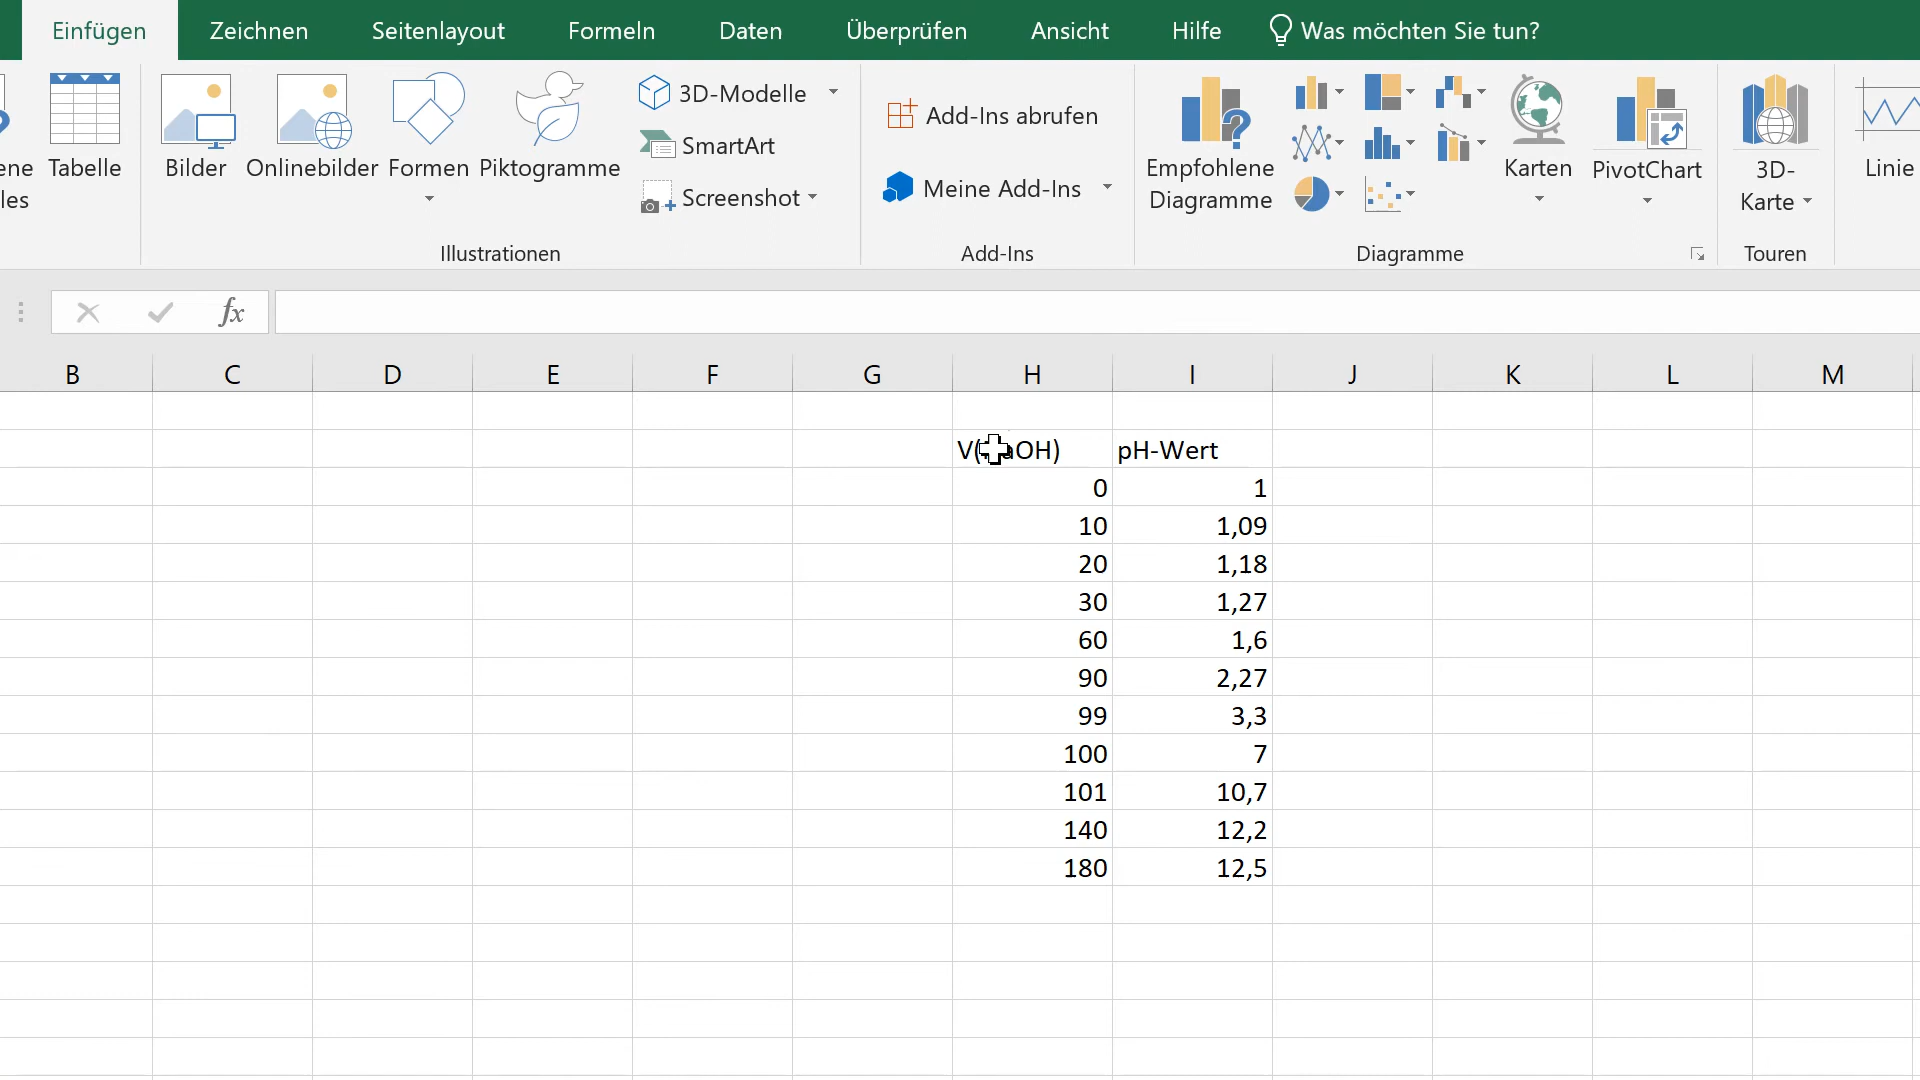 Einfügen Zeichnen Seitenlayout Formeln Daten Überprüfen Ansicht Hilfe Was möchten Sie tun?
ene Tabelle Bilder Onlinebilder Formen Piktogramme 3D-Modelle Add-Ins abrufen Empfohlene Karten PivotChart 3D- Linie
les SmartArt Meine Add-Ins Diagramme Karte
Screenshot
Illustrationen Add-Ins Diagramme Touren
fx
B C D E F G H I J K L M
pH-Wert
0 1
10 1,09
20 1,18
30 1,27
60 1,6
90 2,27
99 3,3
100 7
101 10,7
140 12,2
180 12,5